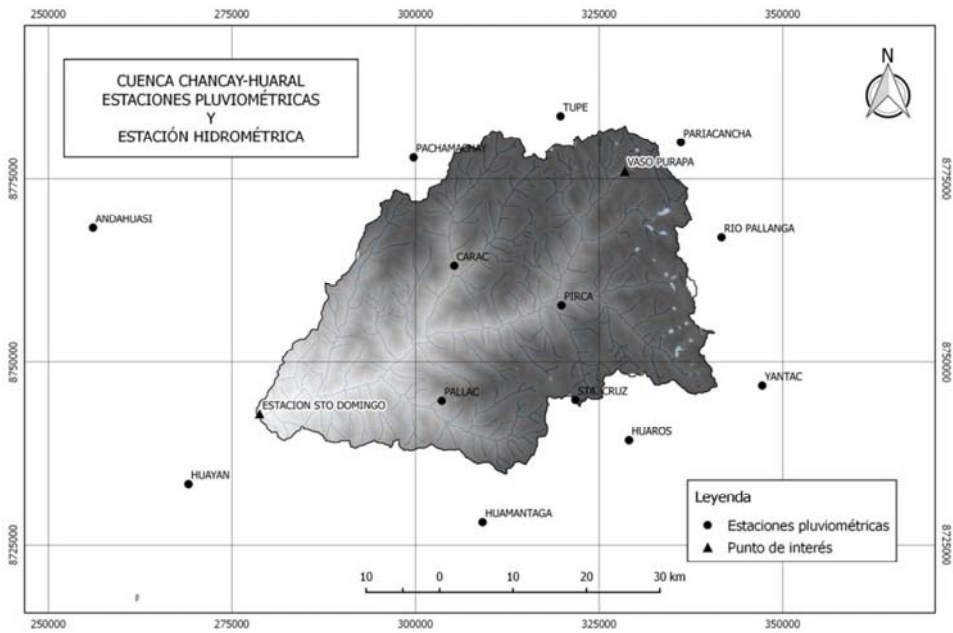 250000 275000 300000 325000 350000
CUENCA CHANCAY-HUARAL
ESTACIONES PLUVIOMÉTRICAS
Y
ESTACIÓN HIDROMÉTRICA
N
TUPE
PARIACANCHA
PACHAMACHAY
VASO PURAPA
8775000 8775000
ANDAHUASI
RIO PALLANGA
CARAC
PIRCA
8750000 8750000
YANTAC
PALLAC
STA. CRUZ
ESTACION STO DOMINGO
HUAROS
HUAYAN
HUAMANTAGA
Leyenda
Estaciones pluviométricas
Punto de interés
8725000 8725000
10 0 10 20 30 km
250000 275000 300000 325000 350000